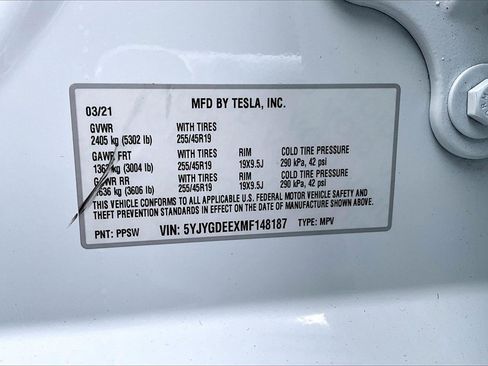 03/21 MFD BY TESLA, INC.
GVWR WITH TIRES
2405 kg (5302 lb) 255/45R19
GAWR FRT WITH TIRES RIM COLD TIRE PRESSURE
(3004 lb) 255/45R19 19X9.5J 290 kPa, 42 psi
GAWR RR WITH TIRES RIM COLD TIRE PRESSURE
1636 kg (3606 lb) 255/45R19 19X9.5J 290 kPa, 42 psi
THIS VEHICLE CONFORMS TO ALL APPLICABLE U.S. FEDERAL MOTOR VEHICLE SAFETY AND
THEFT PREVENTION STANDARDS IN EFFECT ON THE DATE OF MANUFACTURE SHOWN ABOVE.
PNT: PPSW VIN: 5YJYGDEEXMF148187 TYPE: MPV